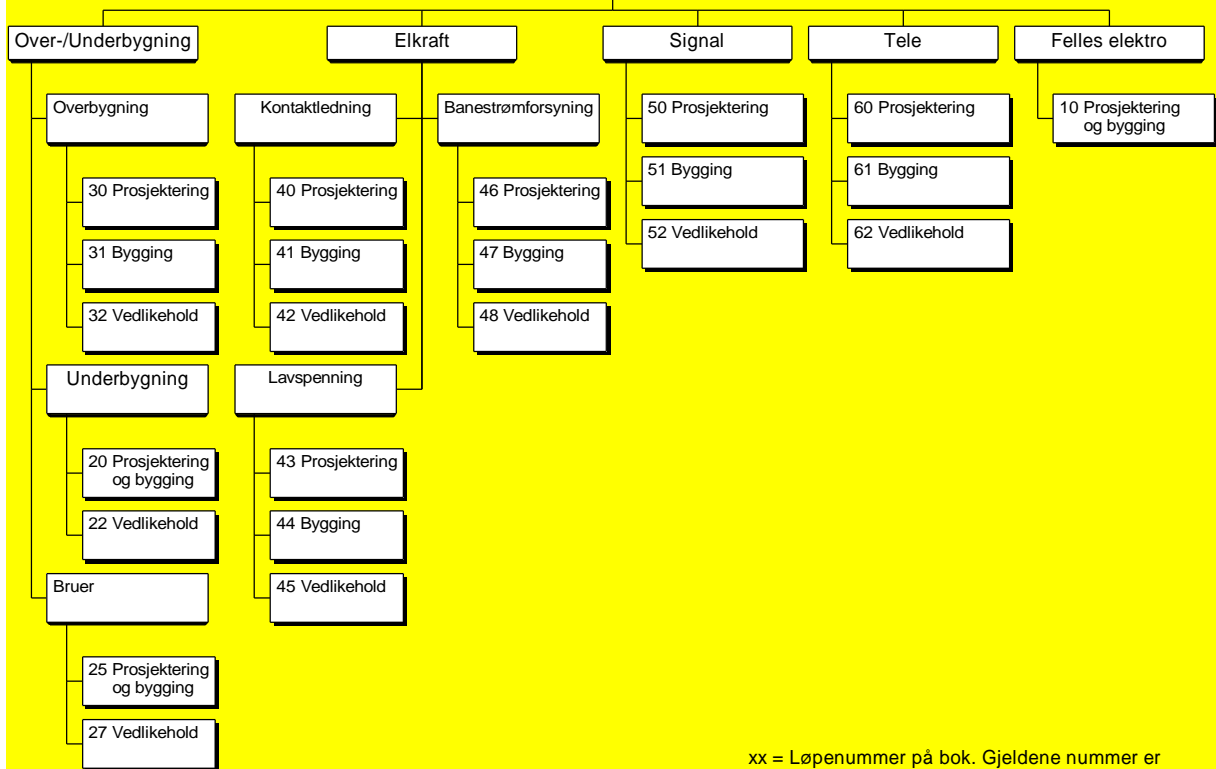 Over-/Underbygning
Elkraft
Signal
Tele
Felles elektro
Overbygning
30 Prosjektering
31 Bygging
32 Vedlikehold
Underbygning
20 Prosjektering
og bygging
22 Vedlikehold
Bruer
25 Prosjektering
og bygging
27 Vedlikehold
Kontaktledning
40 Prosjektering
41 Bygging
42 Vedlikehold
Lavspenning
43 Prosjektering
44 Bygging
45 Vedlikehold
Banestrømforsyning
46 Prosjektering
47 Bygging
48 Vedlikehold
50 Prosjektering
51 Bygging
52 Vedlikehold
60 Prosjektering
61 Bygging
62 Vedlikehold
10 Prosjektering
og bygging
xx = Løpenummer på bok. Gjeldene nummer er